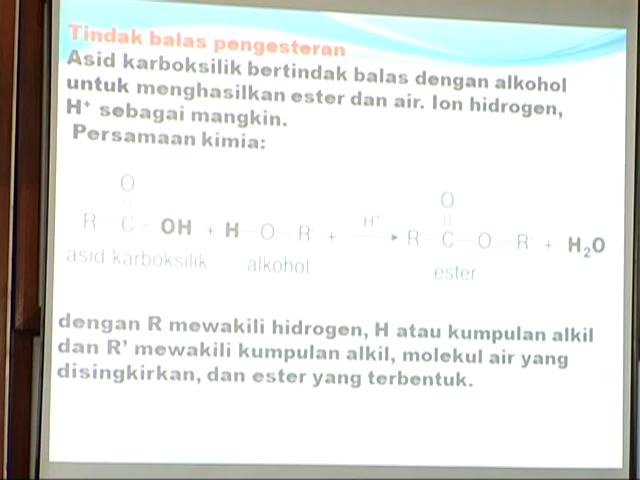 Tindak balas pengesteran
Asid karboksilik bertindak balas dengan alkohol
untuk menghasilkan ester dan air. Ion hidrogen,
H⁺ sebagai mangkin.
Persamaan kimia:
O O
R – C – OH + H – O – R + H⁺ → R – C – O – R + H₂O
asid karboksilik alkohol ester
dengan R mewakili hidrogen, H atau kumpulan alkil
dan R’ mewakili kumpulan alkil, molekul air yang
disingkirkan, dan ester yang terbentuk.